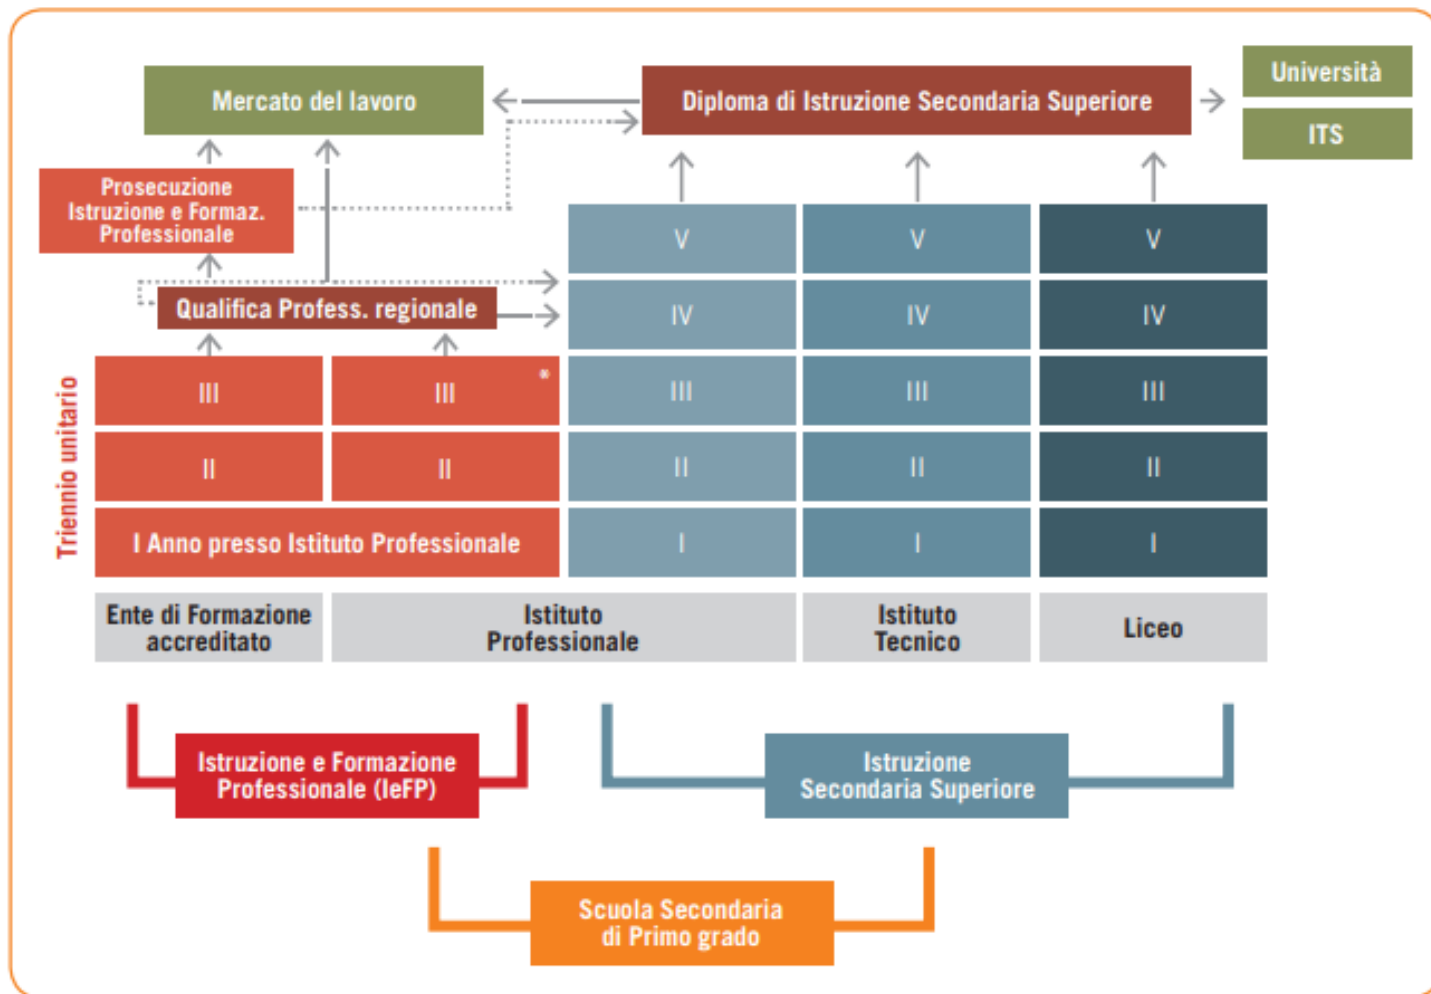 Università
Mercato del lavoro
Diploma di Istruzione Secondaria Superiore
ITS
Prosecuzione
Istruzione e Formaz.
Professionale
V
V
V
Qualifica Profess. regionale
IV
IV
IV
Triennio unitario
III
III *
III
III
III
II
II
II
II
II
I Anno presso Istituto Professionale
I
I
I
Ente di Formazione
accreditato
Istituto
Professionale
Istituto
Tecnico
Liceo
Istruzione e Formazione
Professionale (IeFP)
Istruzione
Secondaria Superiore
Scuola Secondaria
di Primo grado